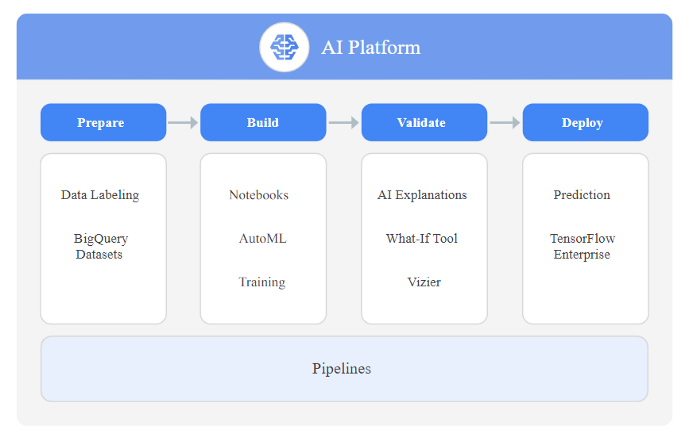 AI Platform
Prepare
Build
Validate
Deploy
Data Labeling
BigQuery
Datasets
Notebooks
AutoML
Training
AI Explanations
What-If Tool
Vizier
Prediction
TensorFlow
Enterprise
Pipelines